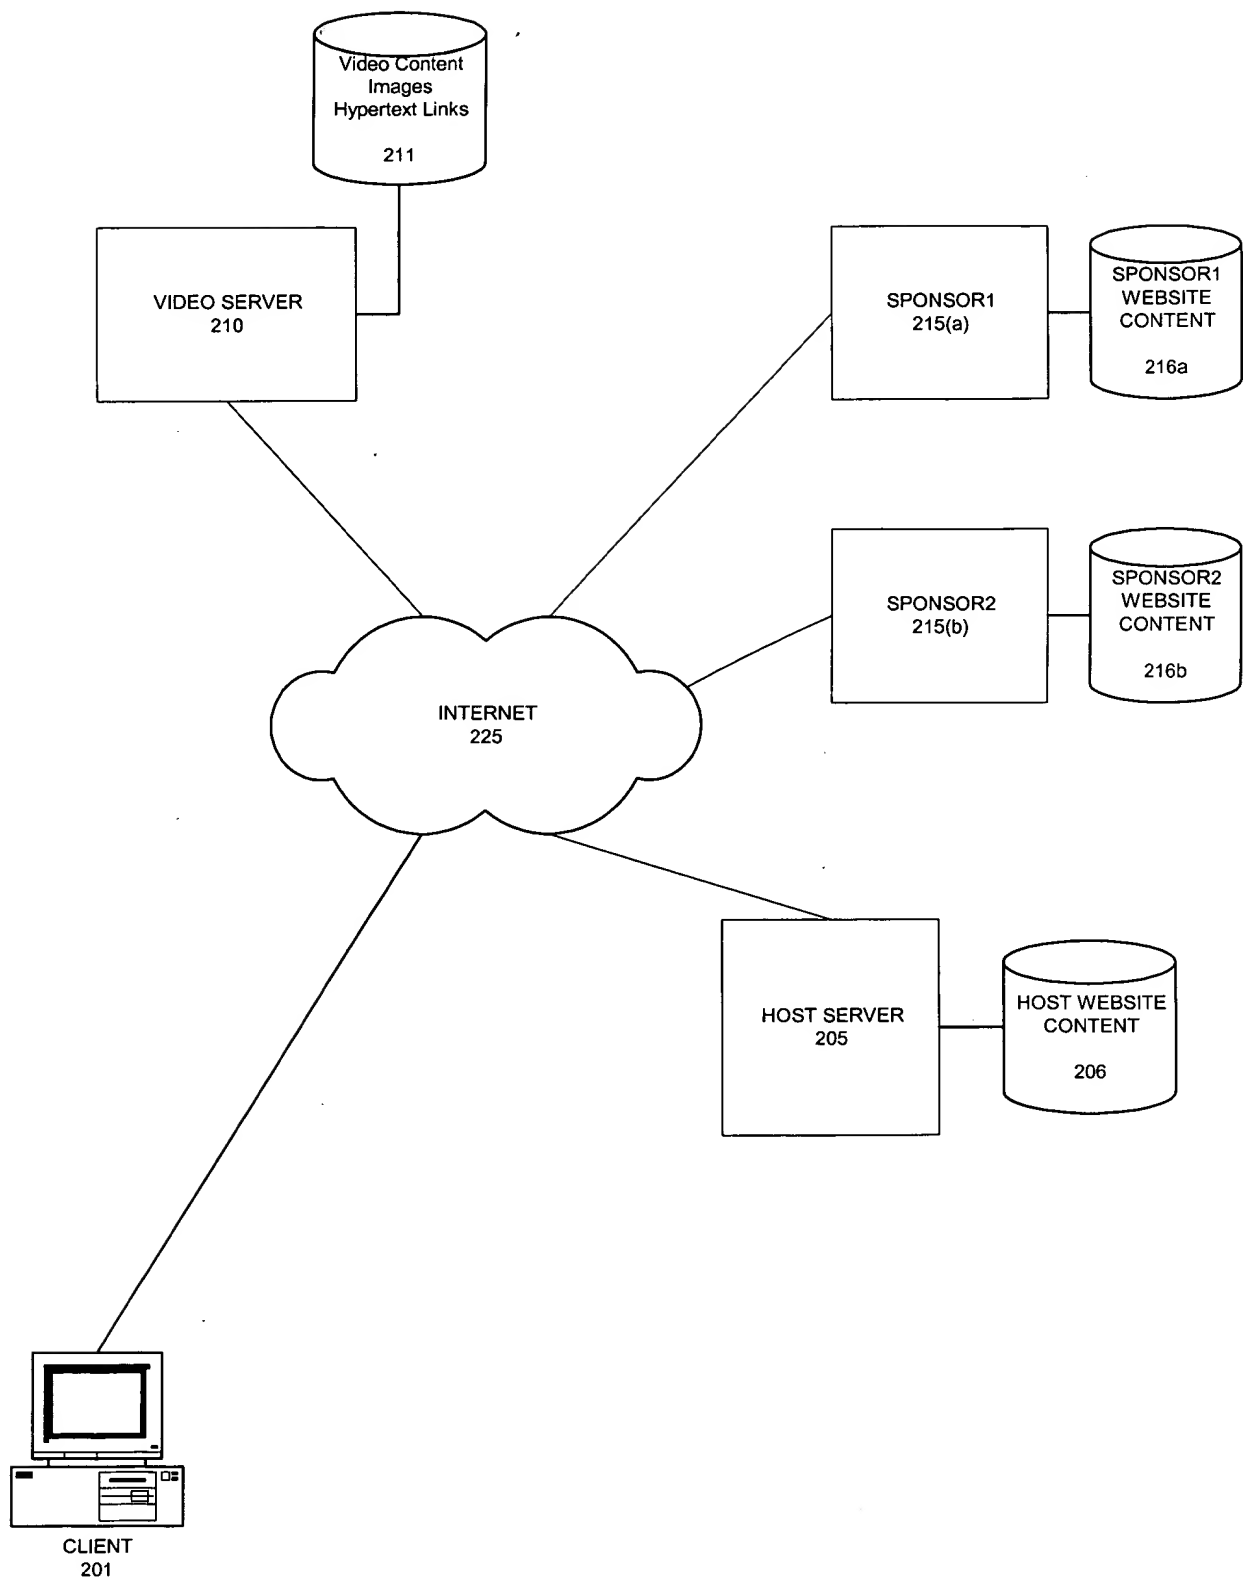 Video Content
Images
Hypertext Links
211
VIDEO SERVER
210
SPONSOR1
215(a)
SPONSOR1
WEBSITE
CONTENT
216a
SPONSOR2
215(b)
SPONSOR2
WEBSITE
CONTENT
216b
INTERNET
225
HOST SERVER
205
HOST WEBSITE
CONTENT
206
CLIENT
201